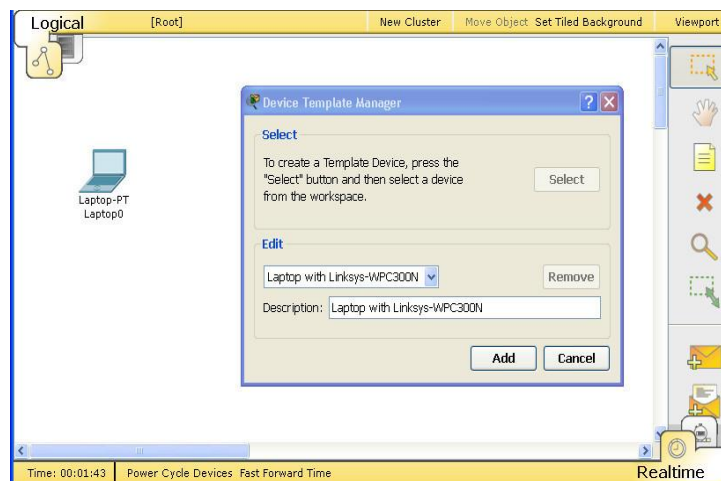 Logical [Root] New Cluster Move Object Set Tiled Background Viewport
Device Template Manager
Select
To create a Template Device, press the
"Select" button and then select a device
from the workspace.
Select
Laptop-PT
Laptop0
Edit
Laptop with Linksys-WPC300N
Remove
Description: Laptop with Linksys-WPC300N
Add Cancel
Time: 00:01:43 Power Cycle Devices Fast Forward Time Realtime